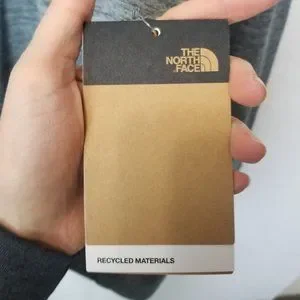 THE
NORTH
FACE
RECYCLED MATERIALS